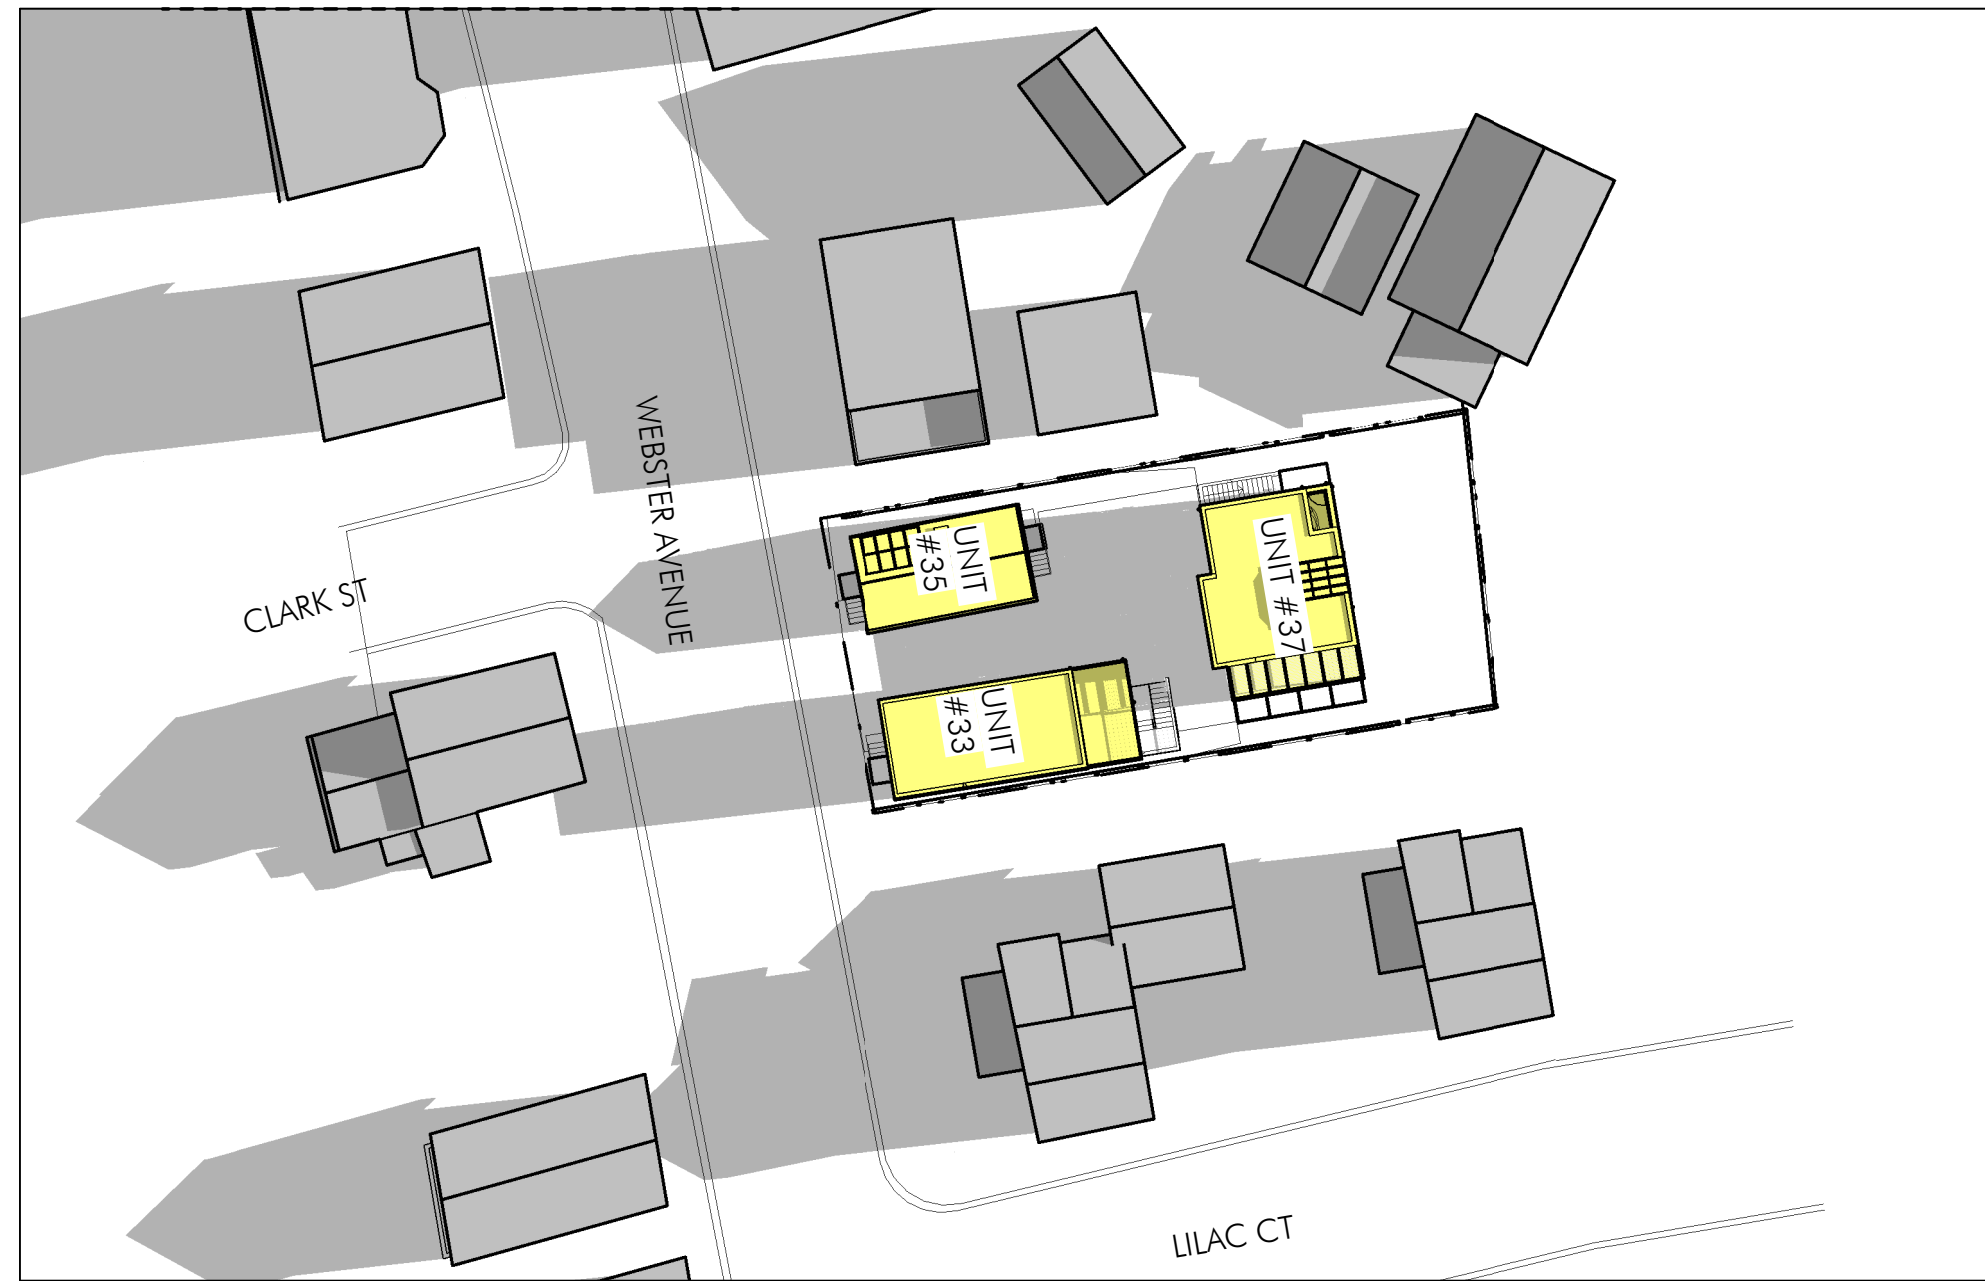 WEBSTER AVENUE
CLARK ST
UNIT
#35
UNIT #37
UNIT
#33
LILAC CT